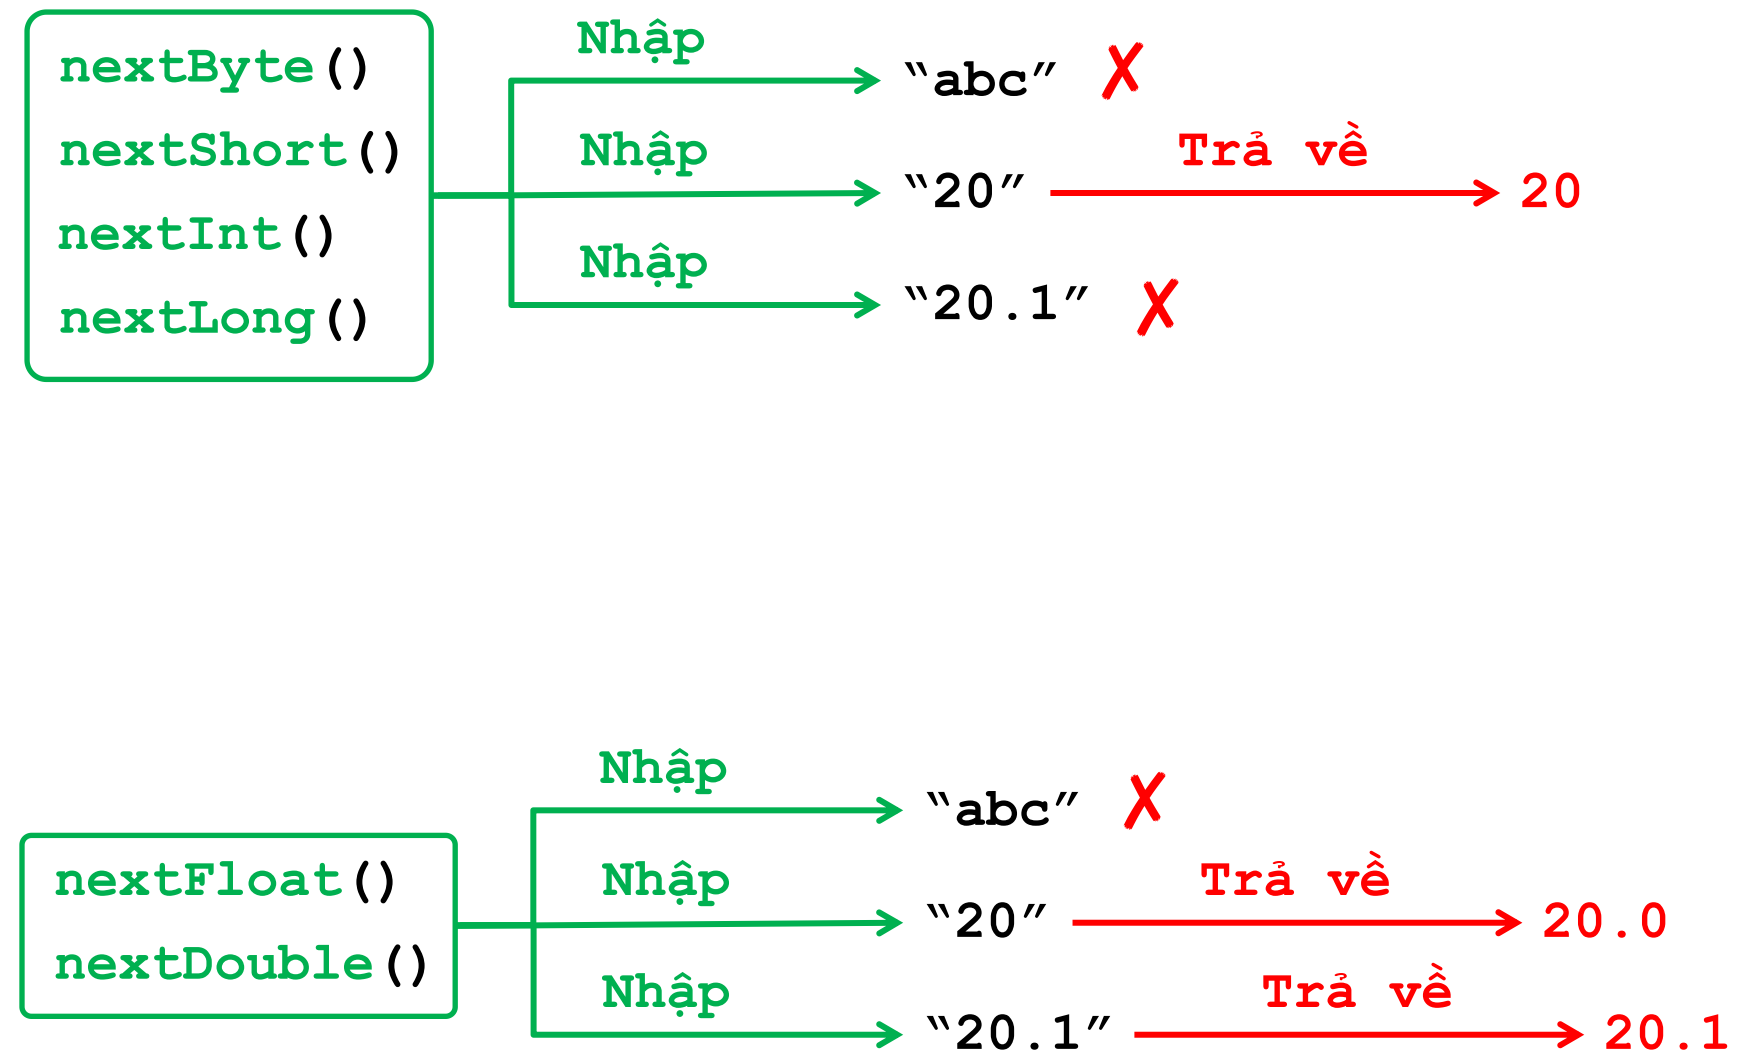 nextByte()
nextShort()
nextInt()
nextLong()
Nhập
“abc” ✗
Nhập
“20”
Trả về
20
Nhập
“20.1” ✗
nextFloat()
nextDouble()
Nhập
“abc” ✗
Nhập
“20”
Trả về
20.0
Nhập
“20.1”
Trả về
20.1